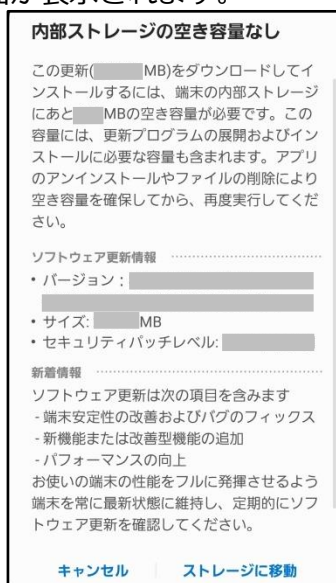 が表示されます。
内部ストレージの空き容量なし
この更新( MB)をダウンロードしてイ
ンストールするには、端末の内部ストレージ
にあと MBの空き容量が必要です。この
容量には、更新プログラムの展開およびイン
ストールに必要な容量も含まれます。アプリ
のアンインストールやファイルの削除により
空き容量を確保してから、再度実行してくだ
さい。
ソフトウェア更新情報
・バージョン：
・サイズ: MB
・セキュリティパッチレベル:
新着情報
ソフトウェア更新は次の項目を含みます
- 端末安定性の改善およびバグのフィックス
- 新機能または改善型機能の追加
- パフォーマンスの向上
お使いの端末の性能をフルに発揮させるよう
端末を常に最新状態に維持し、定期的にソフ
トウェア更新を確認してください。
キャンセル ストレージに移動